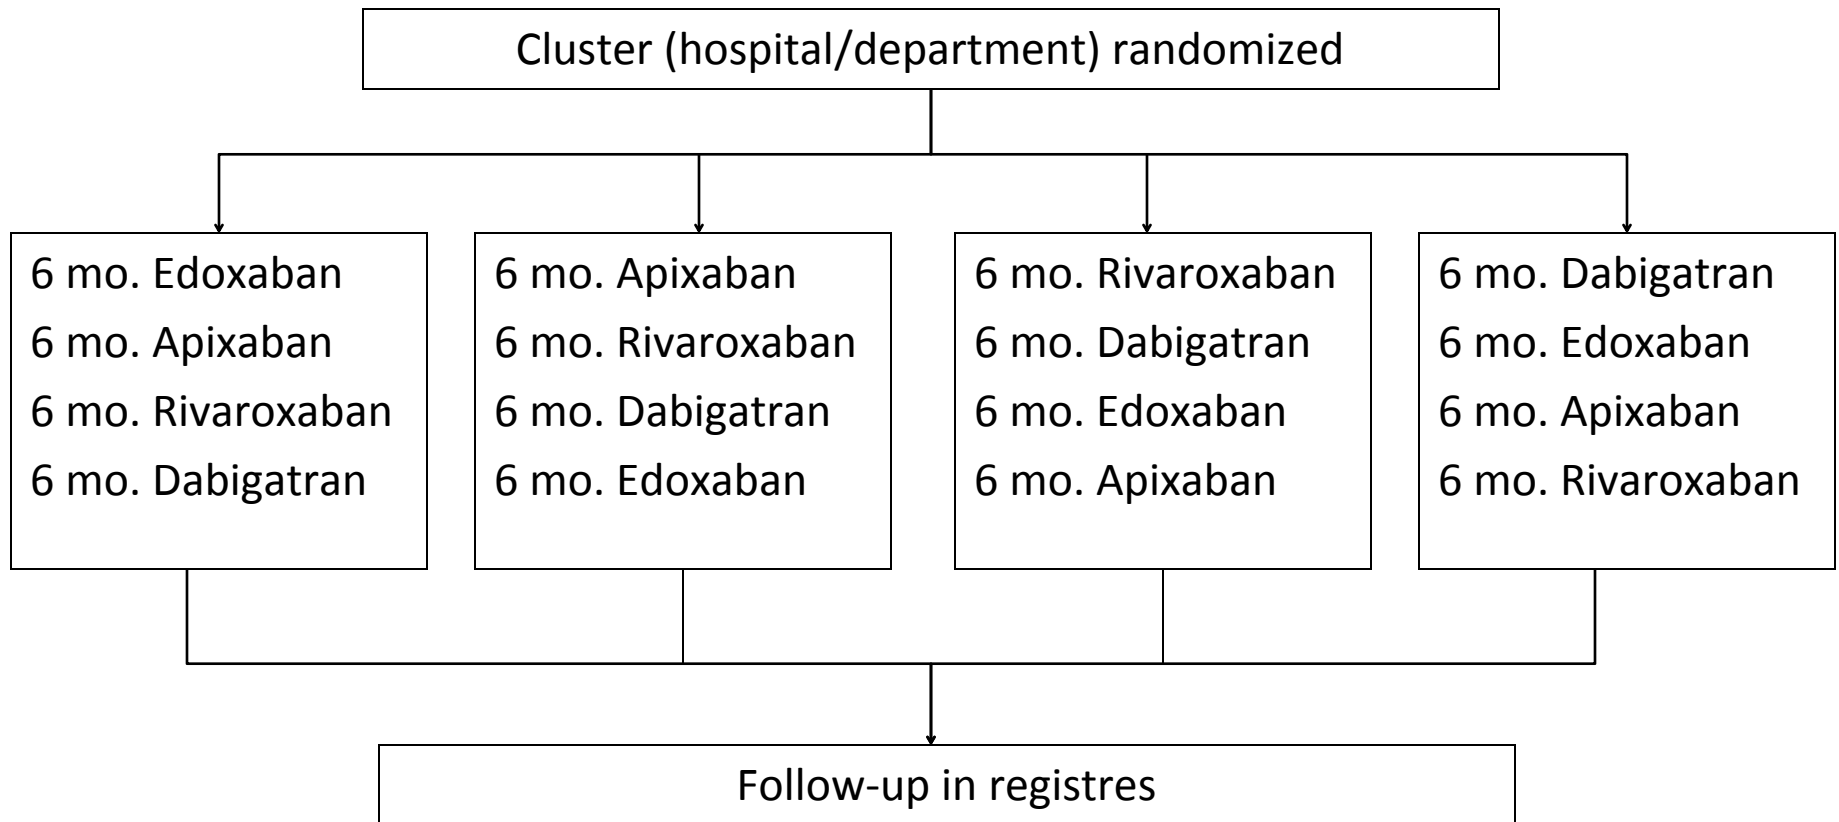 Cluster (hospital/department) randomized
6 mo. Edoxaban
6 mo. Apixaban
6 mo. Rivaroxaban
6 mo. Dabigatran
6 mo. Apixaban
6 mo. Rivaroxaban
6 mo. Dabigatran
6 mo. Edoxaban
6 mo. Rivaroxaban
6 mo. Dabigatran
6 mo. Edoxaban
6 mo. Apixaban
6 mo. Dabigatran
6 mo. Edoxaban
6 mo. Apixaban
6 mo. Rivaroxaban
Follow-up in registres